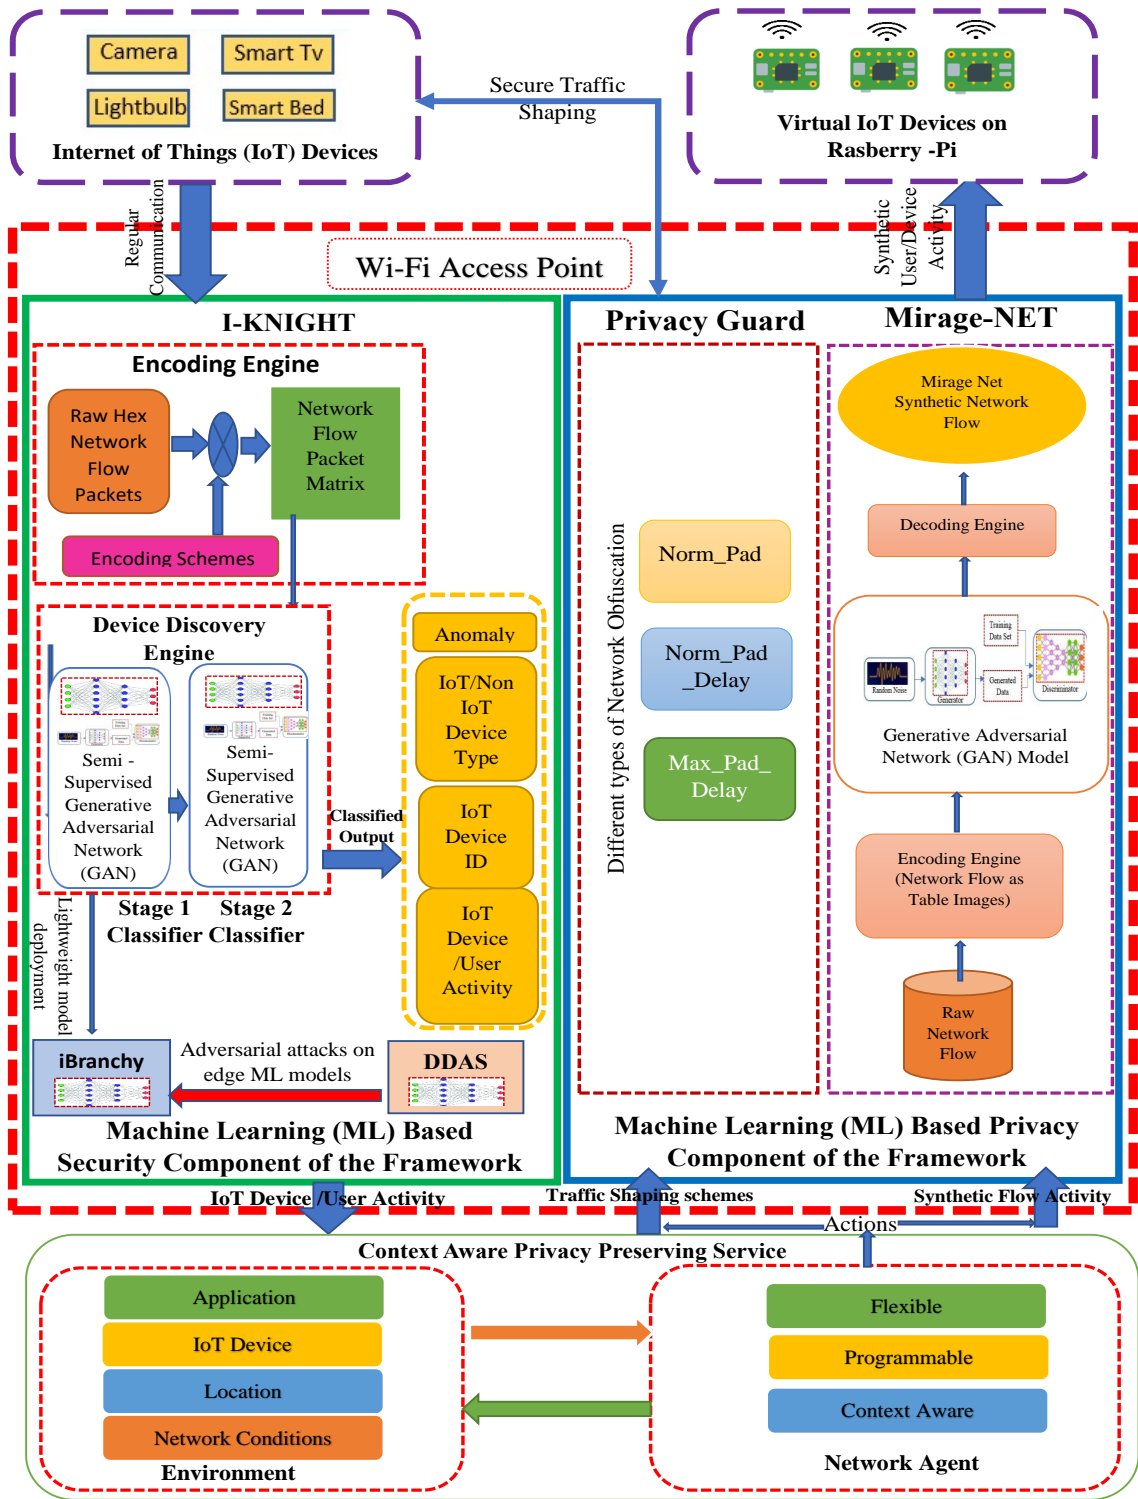 Camera
Smart Tv
Lightbulb
Smart Bed
Internet of Things (IoT) Devices
Secure Traffic
Shaping
Virtual IoT Devices on
Rasberry -Pi
Regular
Communication
Synthetic
User/Device
Activity
Wi-Fi Access Point
I-KNIGHT
Encoding Engine
Raw Hex
Network
Flow
Packets
Network
Flow
Packet
Matrix
Encoding Schemes
Device Discovery
Engine
Semi -
Supervised
Generative
Adversarial
Network
(GAN)
Semi-
Supervised
Generative
Adversarial
Network
(GAN)
Stage 1
Classifier
Stage 2
Classifier
Classified
Output
Anomaly
IoT/Non
IoT
Device
Type
IoT
Device
ID
IoT
Device
/User
Activity
Lightweight model
deployment
iBranchy
Adversarial attacks on
edge ML models
DDAS
Machine Learning (ML) Based
Security Component of the Framework
Privacy Guard
Different types of Network Obfuscation
Norm_Pad
Norm_Pad
_Delay
Max_Pad_
Delay
Mirage-NET
Mirage Net
Synthetic Network
Flow
Decoding Engine
Training
Data Set
Random Noise
Generator
Generated
Data
Discriminator
Generative Adversarial
Network (GAN) Model
Encoding Engine
(Network Flow as
Table Images)
Raw
Network
Flow
Machine Learning (ML) Based Privacy
Component of the Framework
IoT Device /User Activity
Traffic Shaping schemes
Synthetic Flow Activity
Actions
Context Aware Privacy Preserving Service
Application
IoT Device
Location
Network Conditions
Environment
Flexible
Programmable
Context Aware
Network Agent